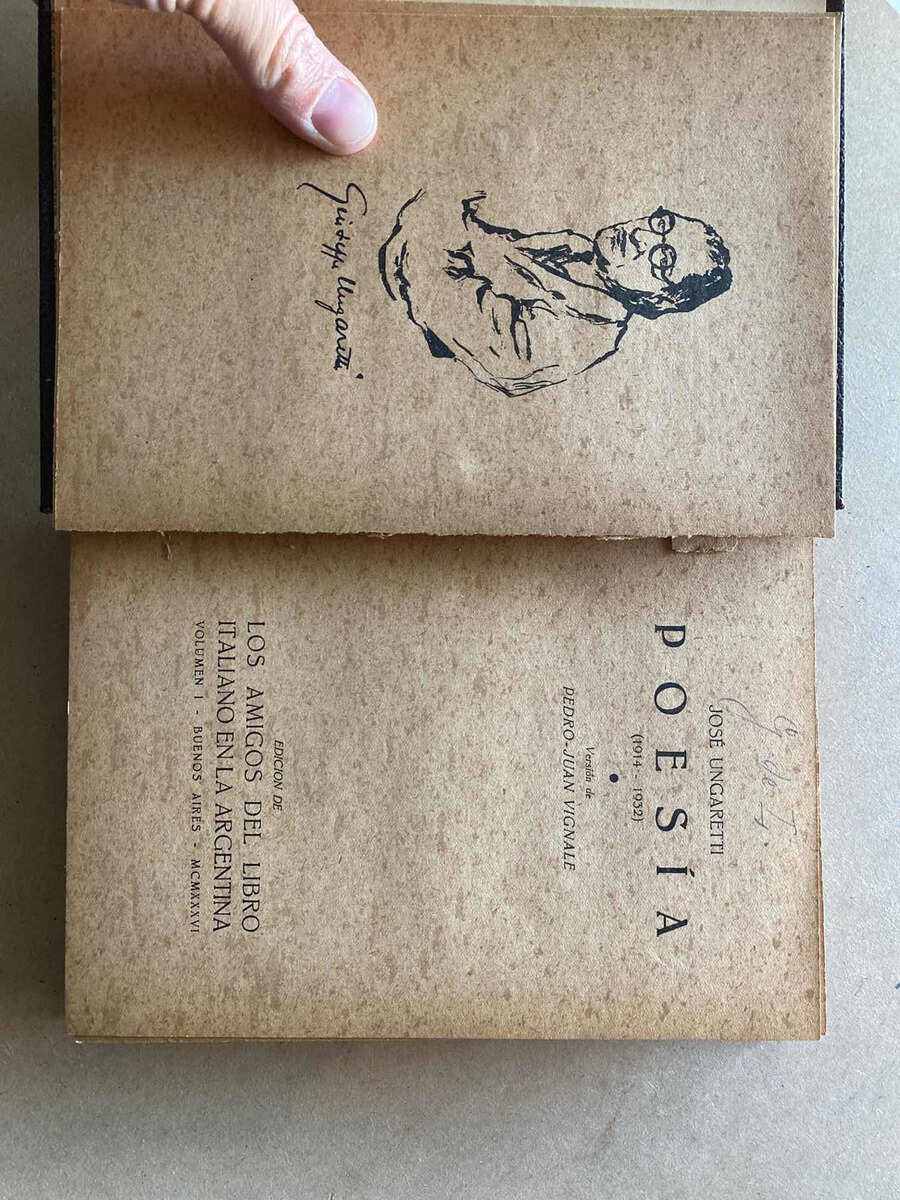 Giuseppe Ungaretti
JOSÉ UNGARETTI
POESÍA
(1914 - 1932)
Versión de
PEDRO-JUAN VIGNALE
EDICION DE
LOS AMIGOS DEL LIBRO
ITALIANO EN LA ARGENTINA
VOLUMEN I - BUENOS AIRES - MCMXXXVI